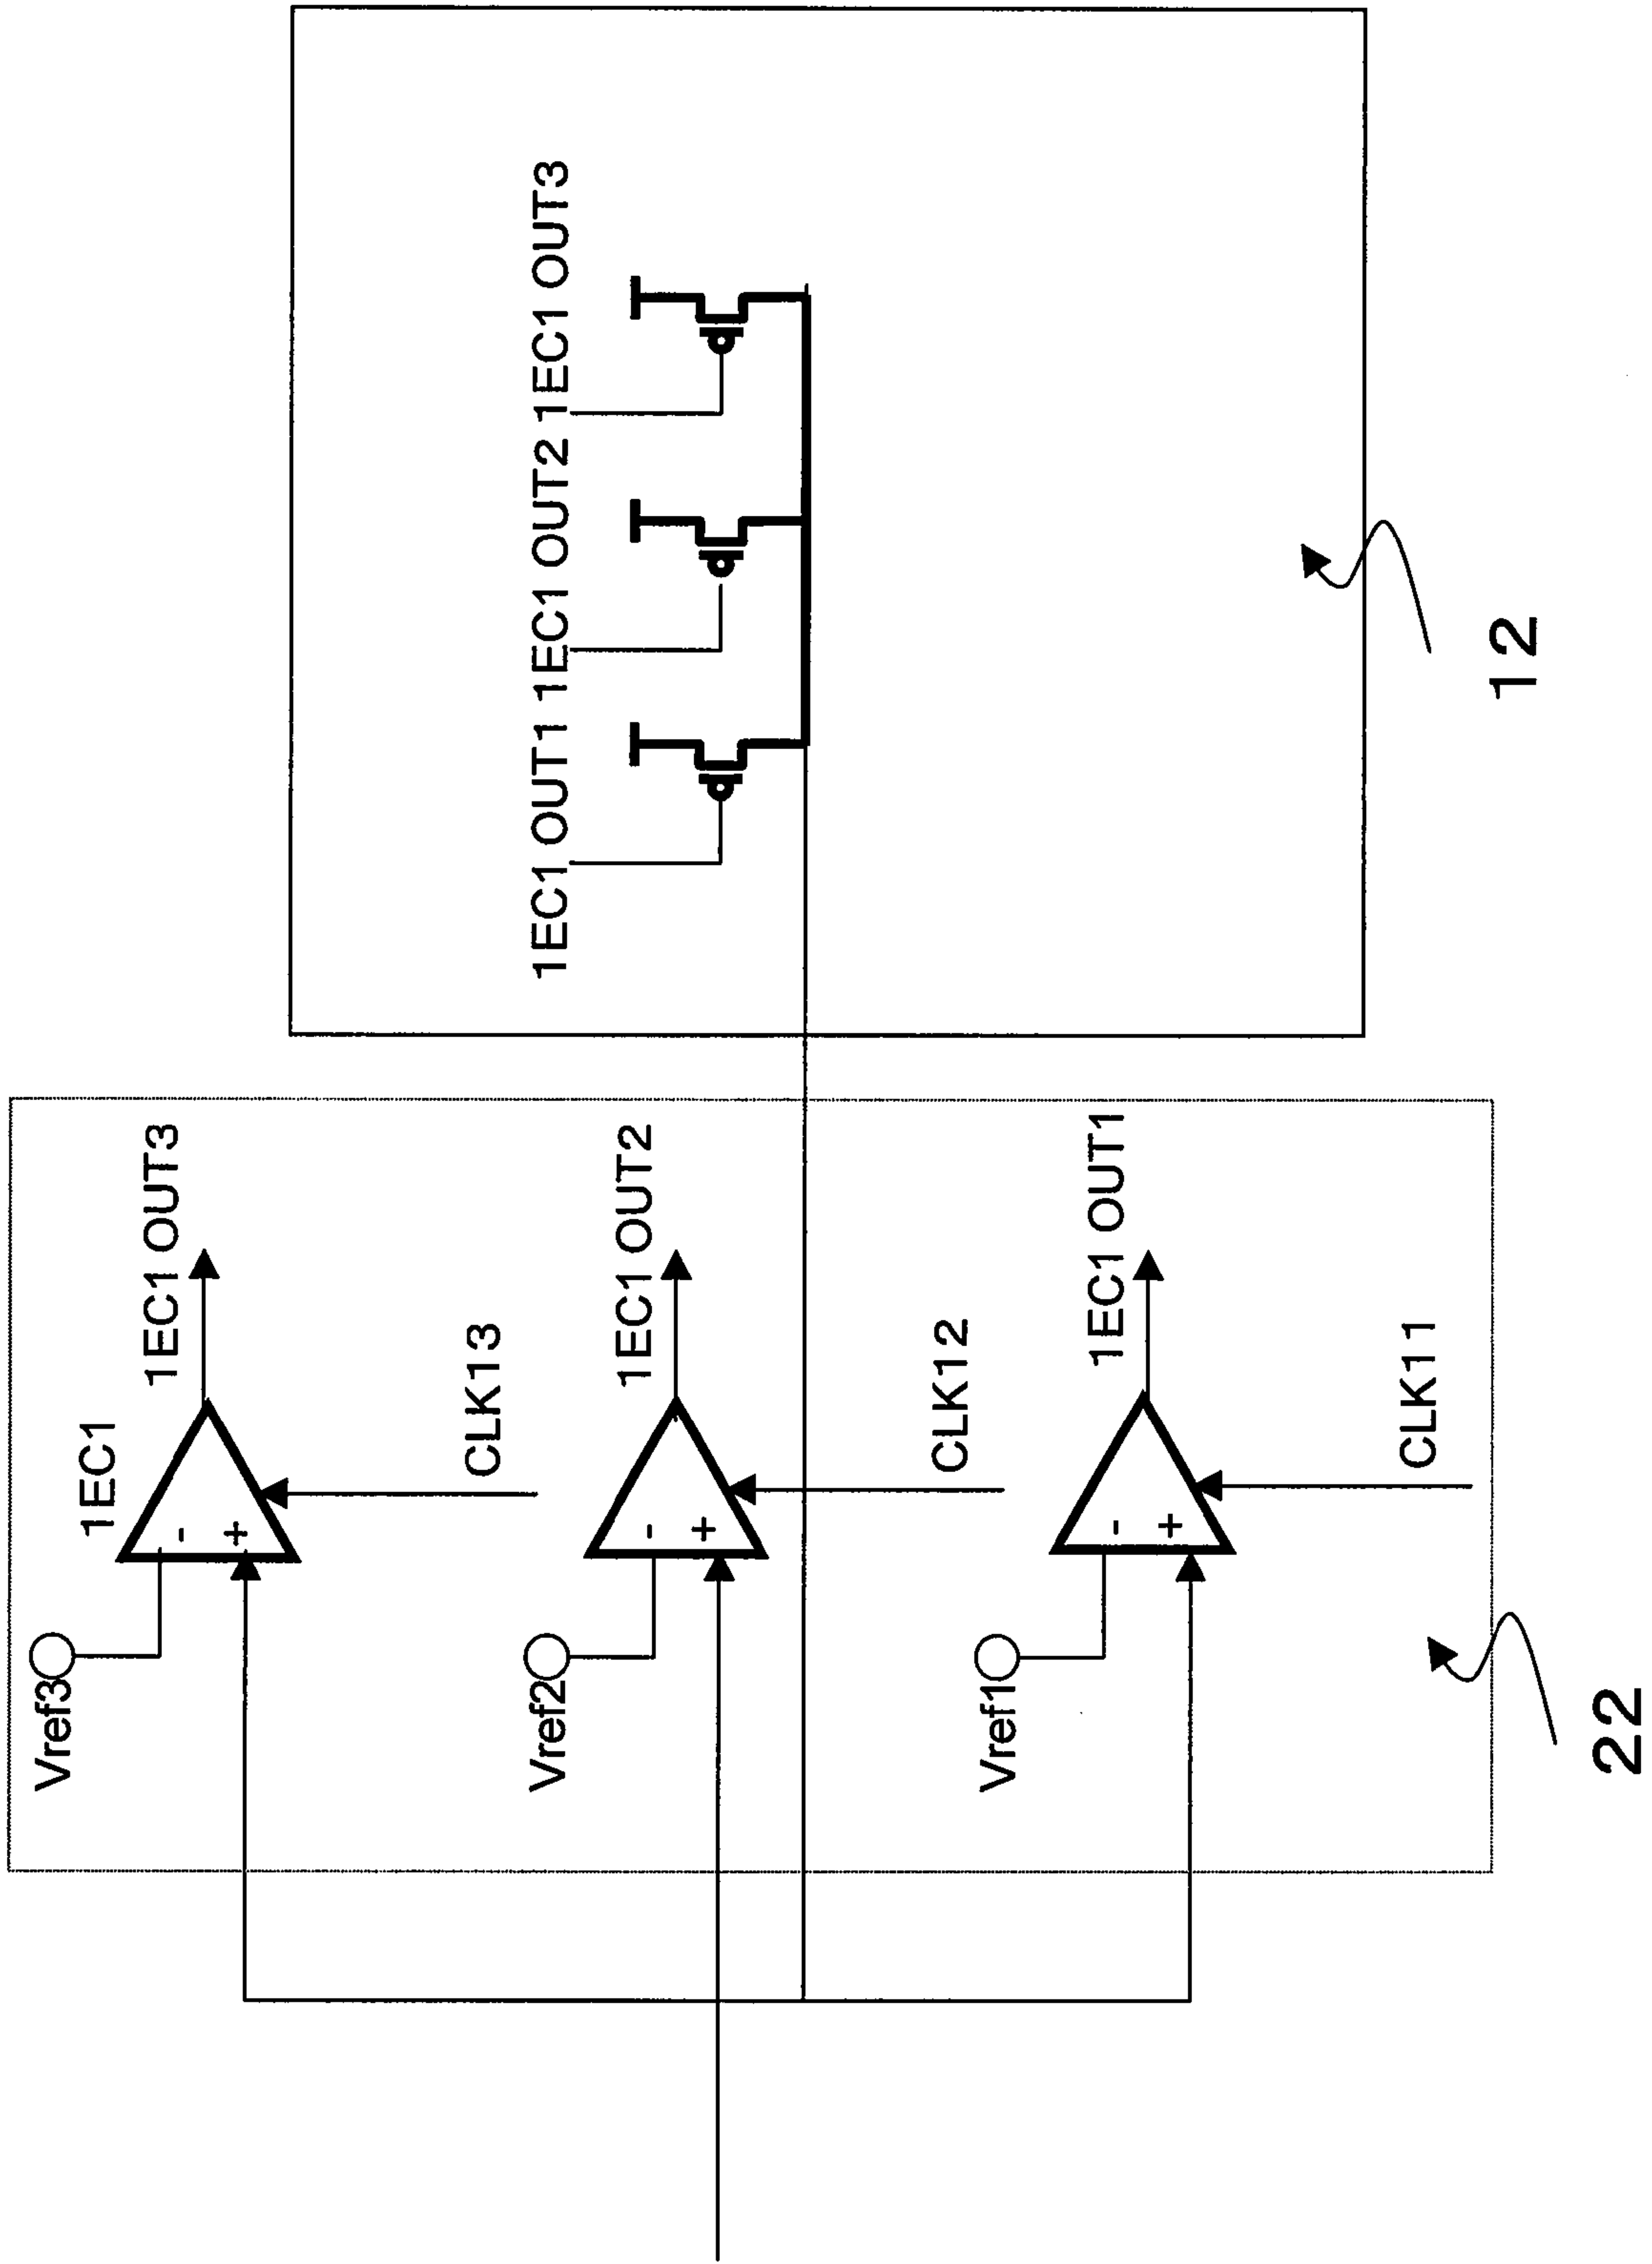 Vref3
1EC1
1EC1 OUT3
-
+
CLK13
Vref2
1EC1 OUT2
-
+
CLK12
Vref1
1EC1 OUT1
-
+
CLK11
22
1EC1 OUT1 1EC1 OUT2 1EC1 OUT3
12